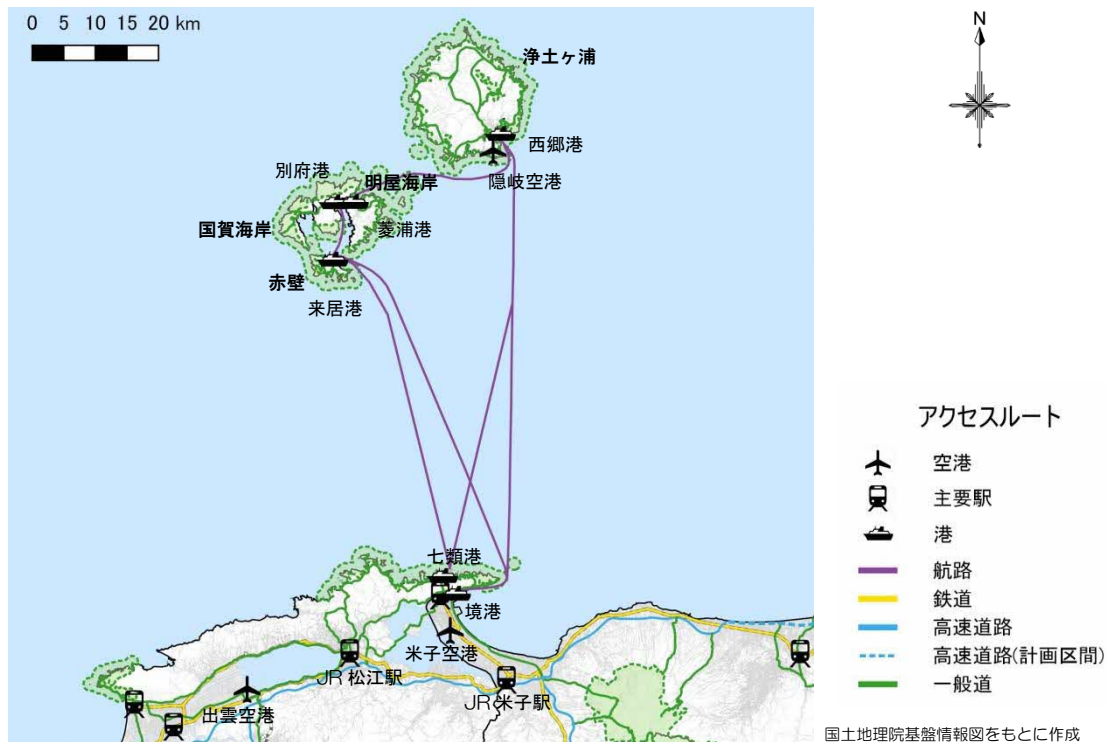 0 5 10 15 20 km
N
浄土ヶ浦
西郷港
隠岐空港
別府港
明屋海岸
国賀海岸
菱浦港
赤壁
来居港
七類港
境港
米子空港
JR 松江駅
JR 米子駅
出雲空港
アクセスルート
空港
主要駅
港
航路
鉄道
高速道路
高速道路(計画区間)
一般道
国土地理院基盤情報図をもとに作成